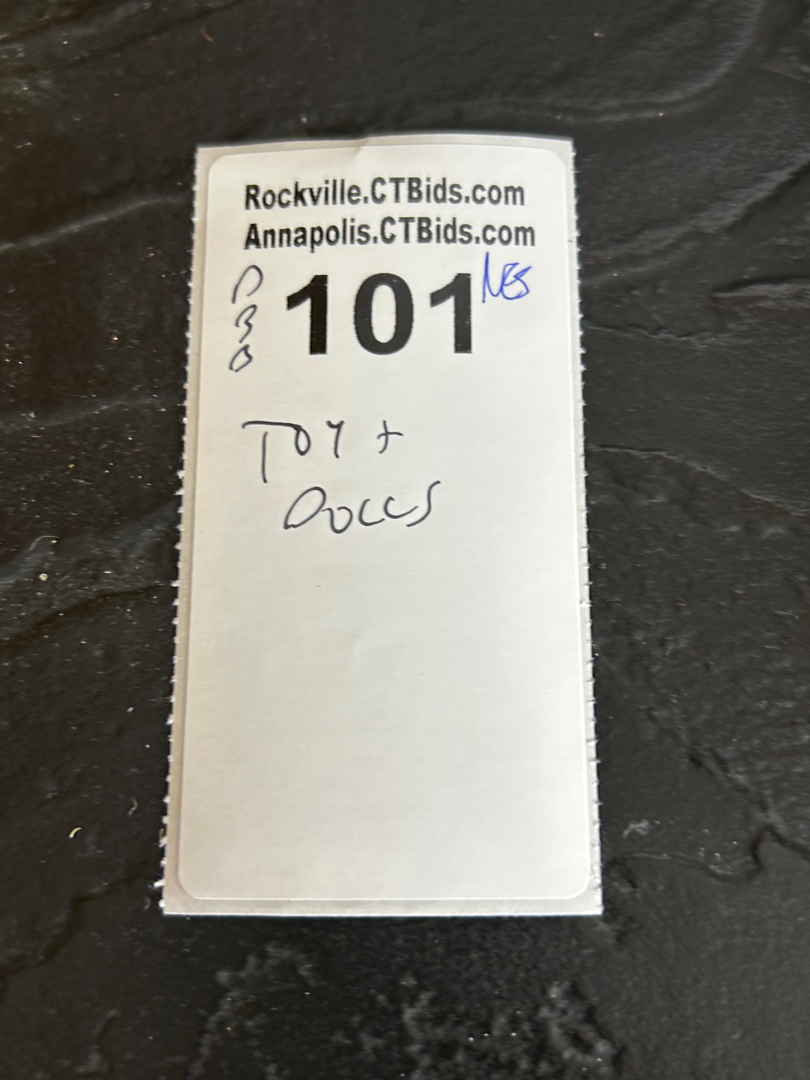 Rockville.CTBids.com
Annapolis.CTBids.com
101
TOY +
DOLLS